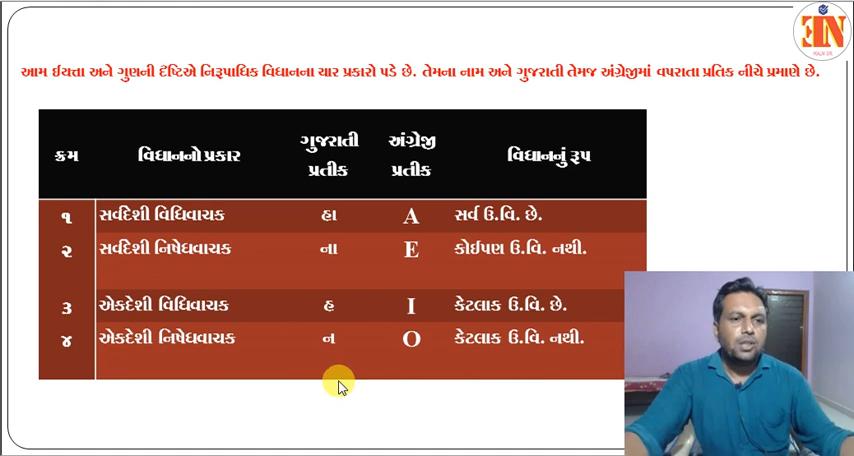 આમ ઈયત્તા અને ગુણની દૃષ્ટિએ નિરૂપાધિક વિધાનના ચાર પ્રકારો પડે છે. તેમના નામ અને ગુજરાતી તેમજ અંગ્રેજીમાં વપરાતા પ્રતિક નીચે પ્રમાણે છે.
ક્રમ વિધાનનો પ્રકાર ગુજરાતી પ્રતીક અંગ્રેજી પ્રતીક વિધાનનું રૂપ
૧ સર્વદેશી વિધિવાચક હા A સર્વ ઉ.વિ. છે.
૨ સર્વદેશી નિષેધવાચક ના E કોઈપણ ઉ.વિ. નથી.
૩ એકદેશી વિધિવાચક હ I કેટલાક ઉ.વિ. છે.
૪ એકદેશી નિષેધવાચક ન O કેટલાક ઉ.વિ. નથી.